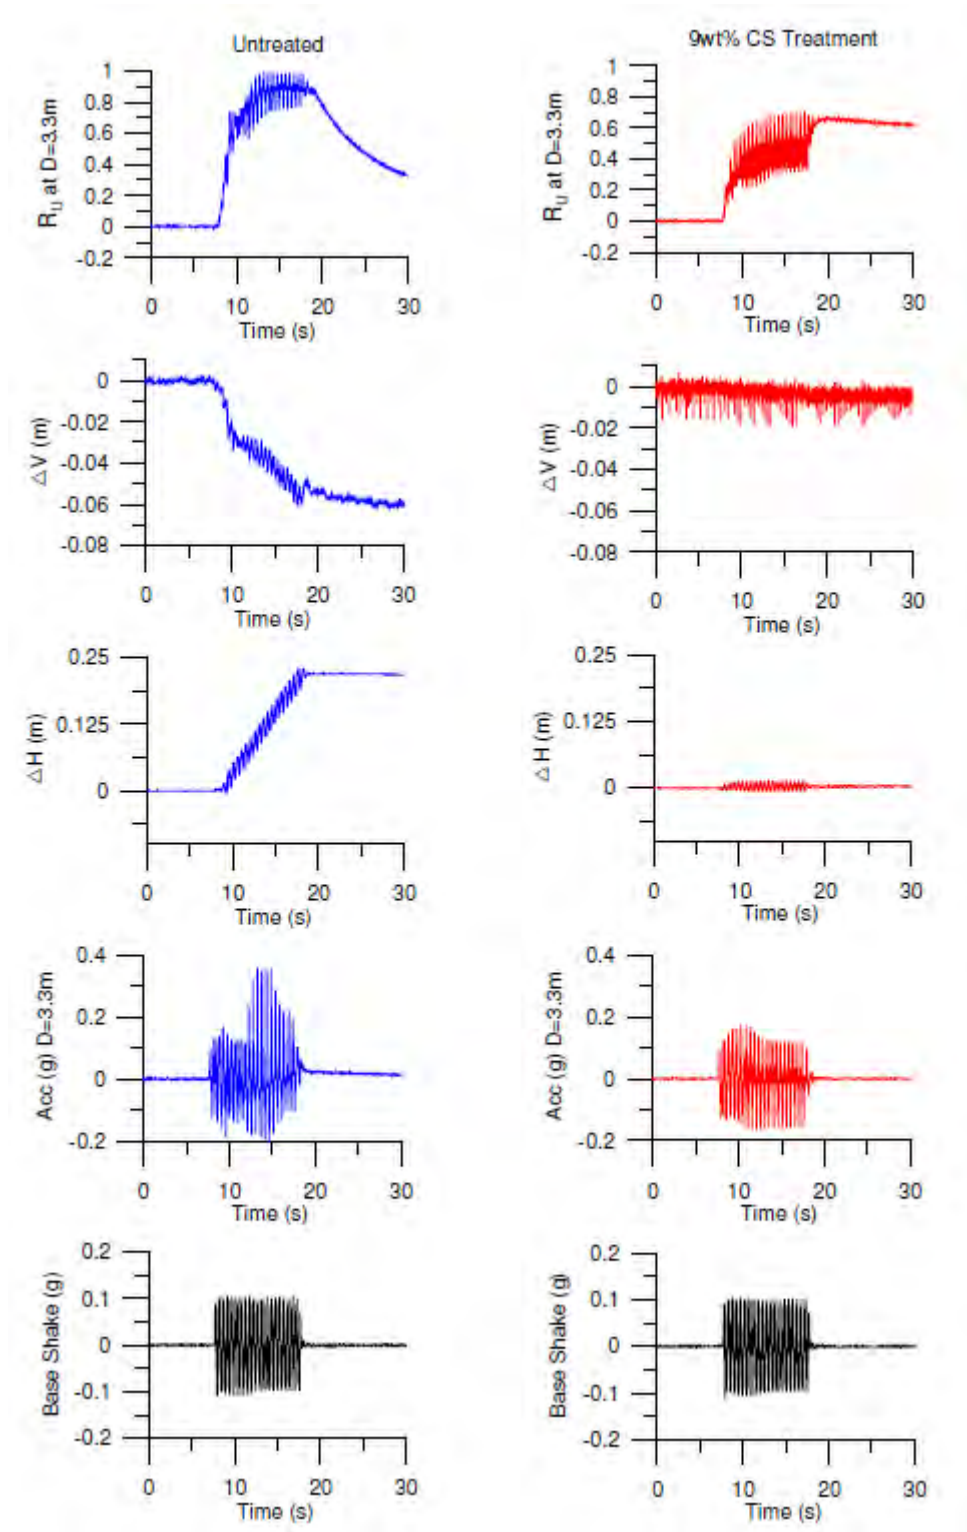 Untreated
9wt% CS Treatment
R_U at D=3.3m
1
0.8
0.6
0.4
0.2
0
-0.2
0 10 20 30
Time (s)
R_U at D=3.3m
1
0.8
0.6
0.4
0.2
0
-0.2
0 10 20 30
Time (s)
△V (m)
0
-0.02
-0.04
-0.06
-0.08
0 10 20 30
Time (s)
△V (m)
0
-0.02
-0.04
-0.06
-0.08
0 10 20 30
Time (s)
△H (m)
0.25
0.125
0
0 10 20 30
Time (s)
△H (m)
0.25
0.125
0
0 10 20 30
Time (s)
Acc (g) D=3.3m
0.4
0.2
0
-0.2
0 10 20 30
Time (s)
Acc (g) D=3.3m
0.4
0.2
0
-0.2
0 10 20 30
Time (s)
Base Shake (g)
0.2
0.1
0
-0.1
-0.2
0 10 20 30
Time (s)
Base Shake (g)
0.2
0.1
0
-0.1
-0.2
0 10 20 30
Time (s)